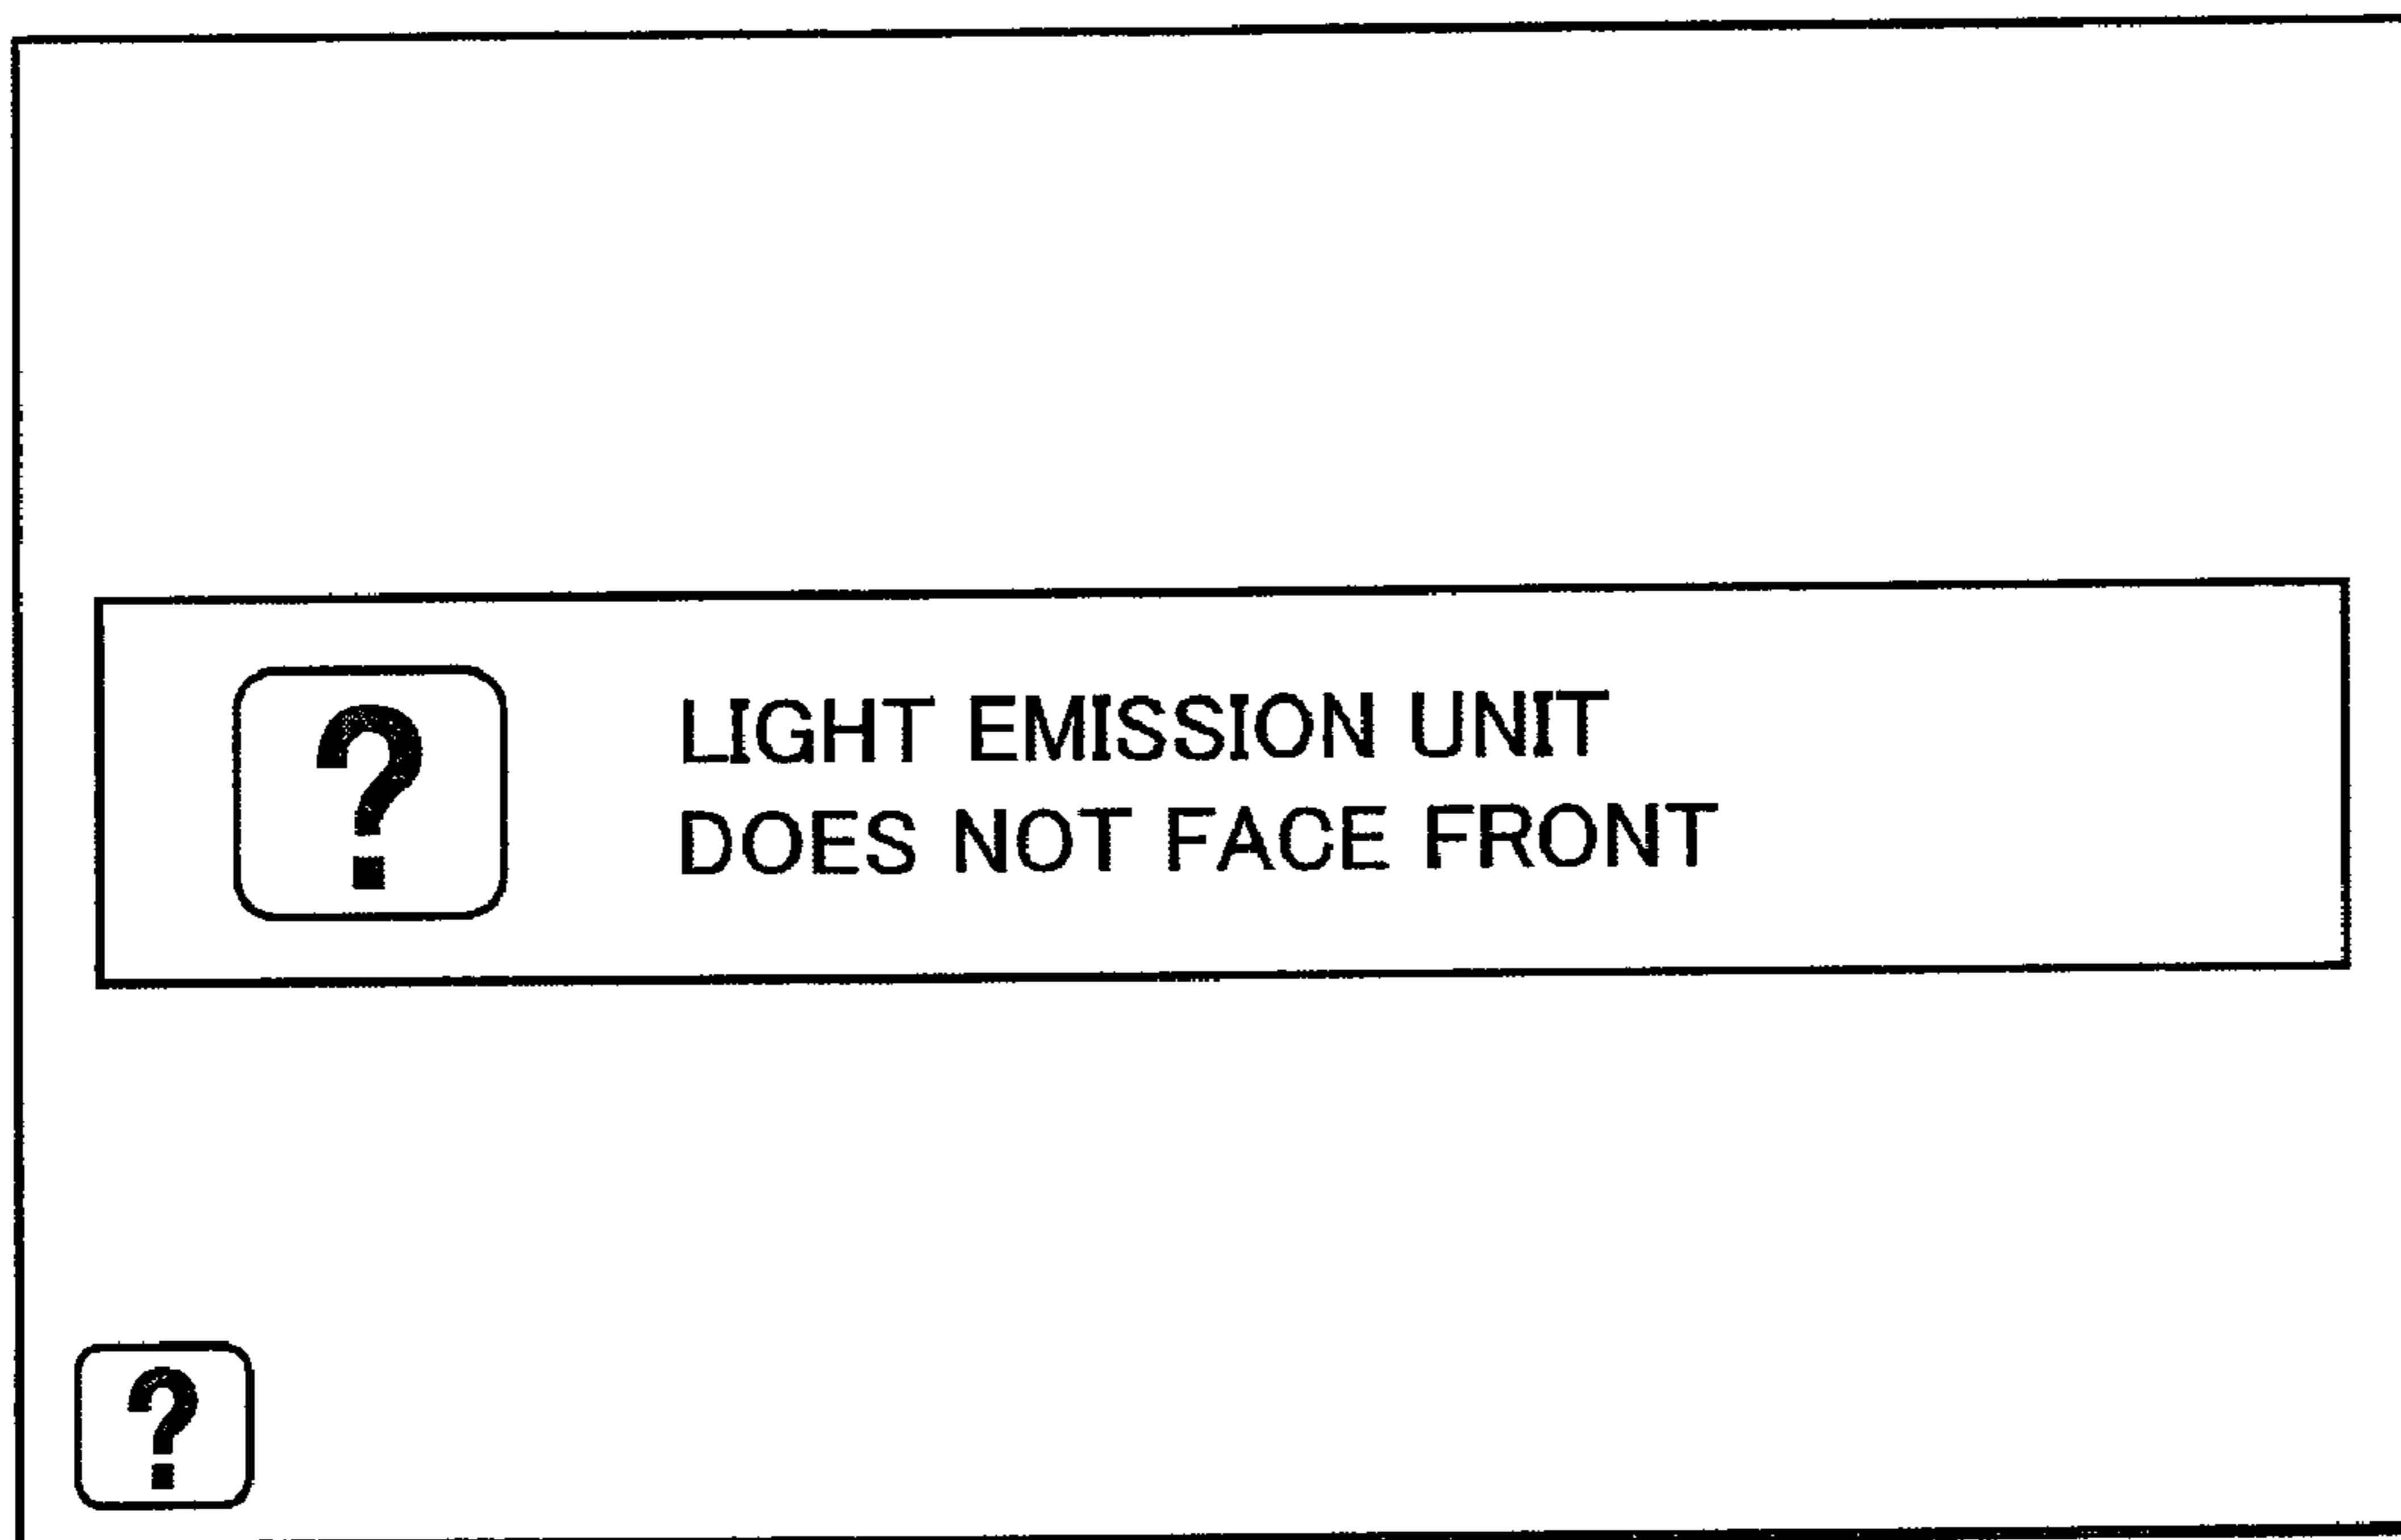 ?
LIGHT EMISSION UNIT
DOES NOT FACE FRONT
?